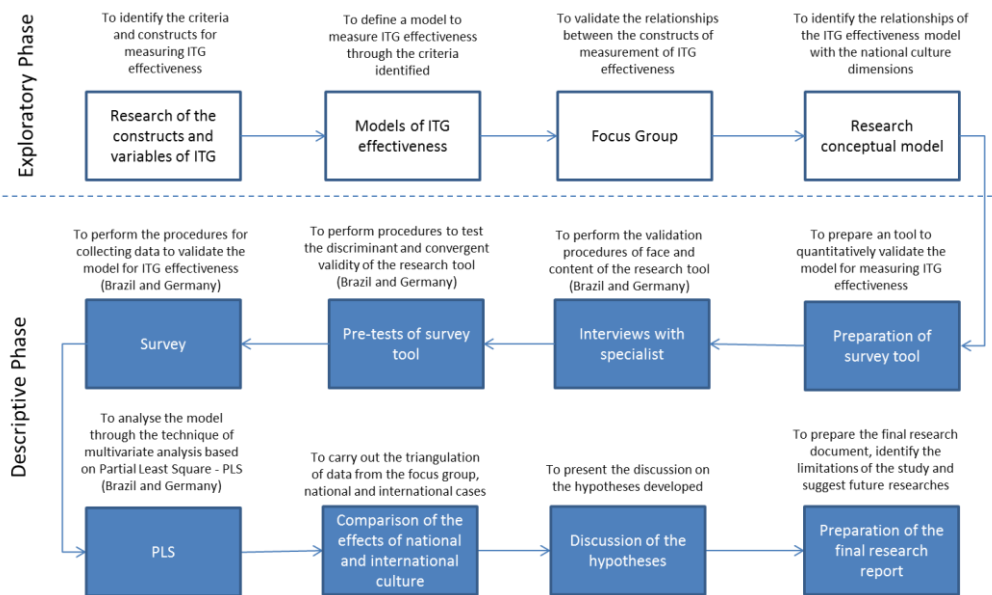 Exploratory Phase
To identify the criteria
and constructs for
measuring ITG
effectiveness
Research of the
constructs and
variables of ITG
To define a model to
measure ITG effectiveness
through the criteria
identified
Models of ITG
effectiveness
To validate the relationships
between the constructs of
measurement of ITG
effectiveness
Focus Group
To identify the relationships of
the ITG effectiveness model
with the national culture
dimensions
Research
conceptual model
Descriptive Phase
To prepare an tool to
quantitatively validate the
model for measuring ITG
effectiveness
Preparation of
survey tool
To perform the validation
procedures of face and
content of the research tool
(Brazil and Germany)
Interviews with
specialist
To perform procedures to test
the discriminant and convergent
validity of the research tool
(Brazil and Germany)
Pre-tests of survey
tool
To perform the procedures for
collecting data to validate the
model for ITG effectiveness
(Brazil and Germany)
Survey
To analyse the model
through the technique of
multivariate analysis based
on Partial Least Square - PLS
(Brazil and Germany)
PLS
To carry out the triangulation
of data from the focus group,
national and international cases
Comparison of the
effects of national
and international
culture
To present the discussion on
the hypotheses developed
Discussion of the
hypotheses
To prepare the final research
document, identify the
limitations of the study and
suggest future researches
Preparation of the
final research
report